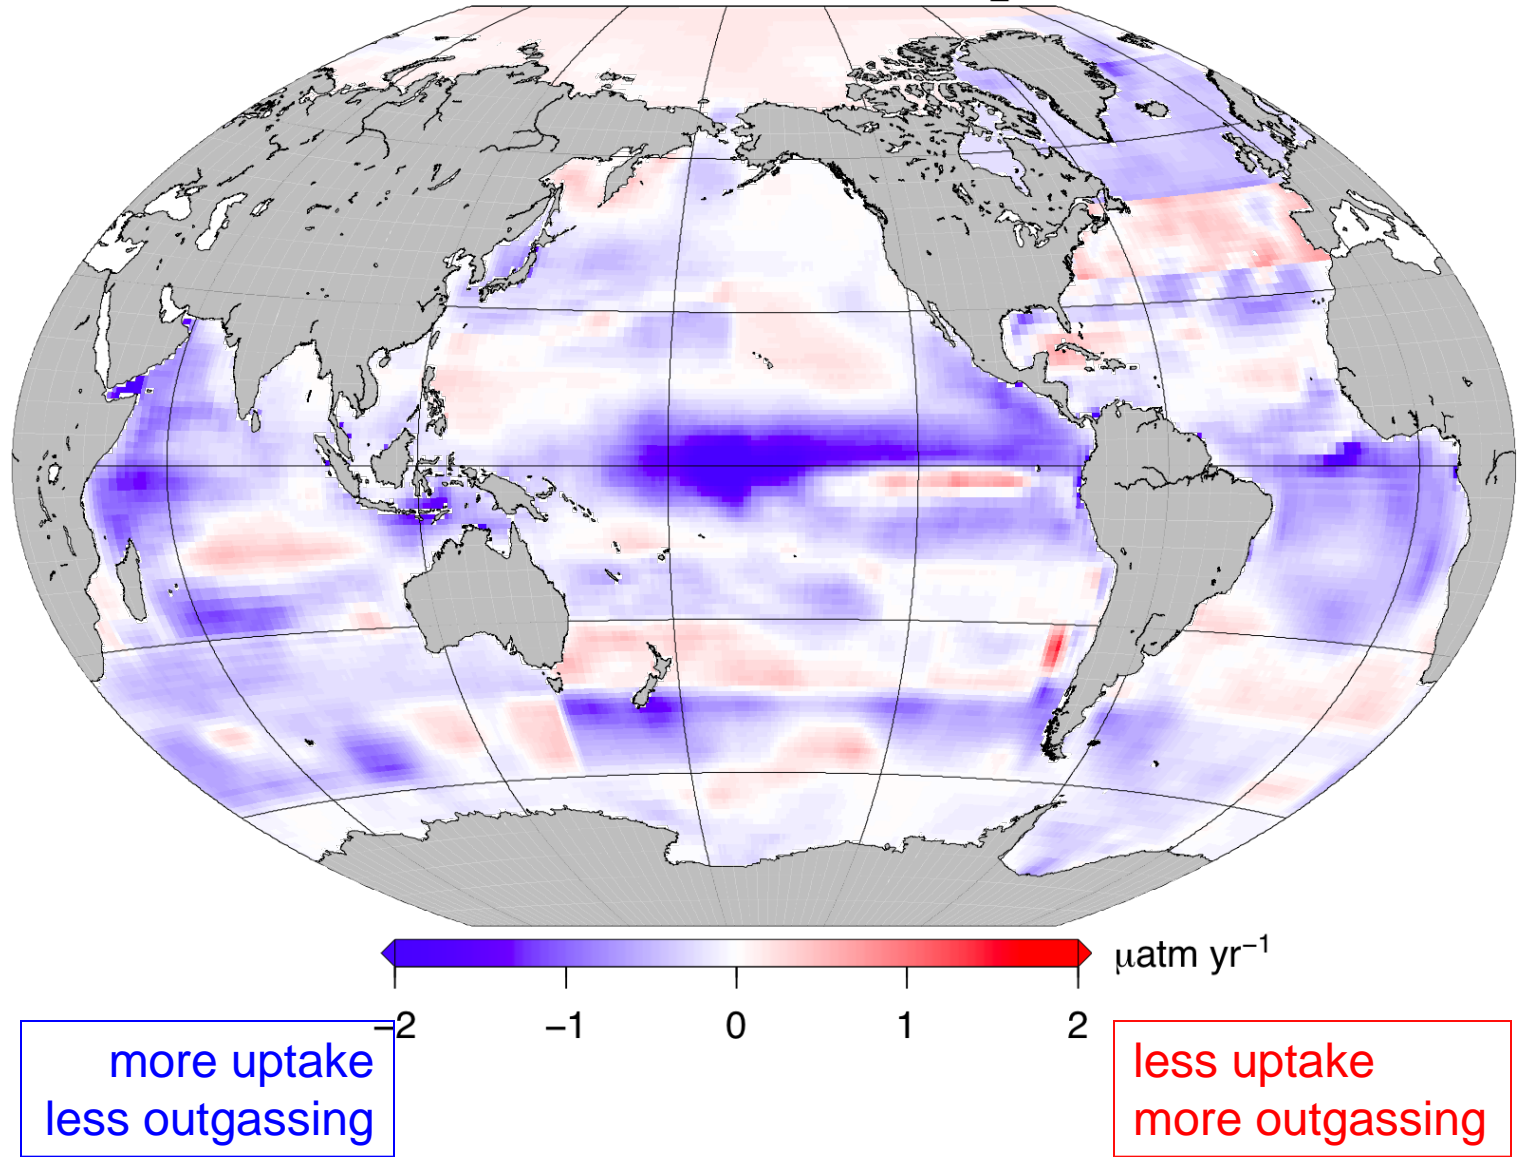 μatm yr⁻¹
−2 −1 0 1 2
more uptake
less outgassing
less uptake
more outgassing